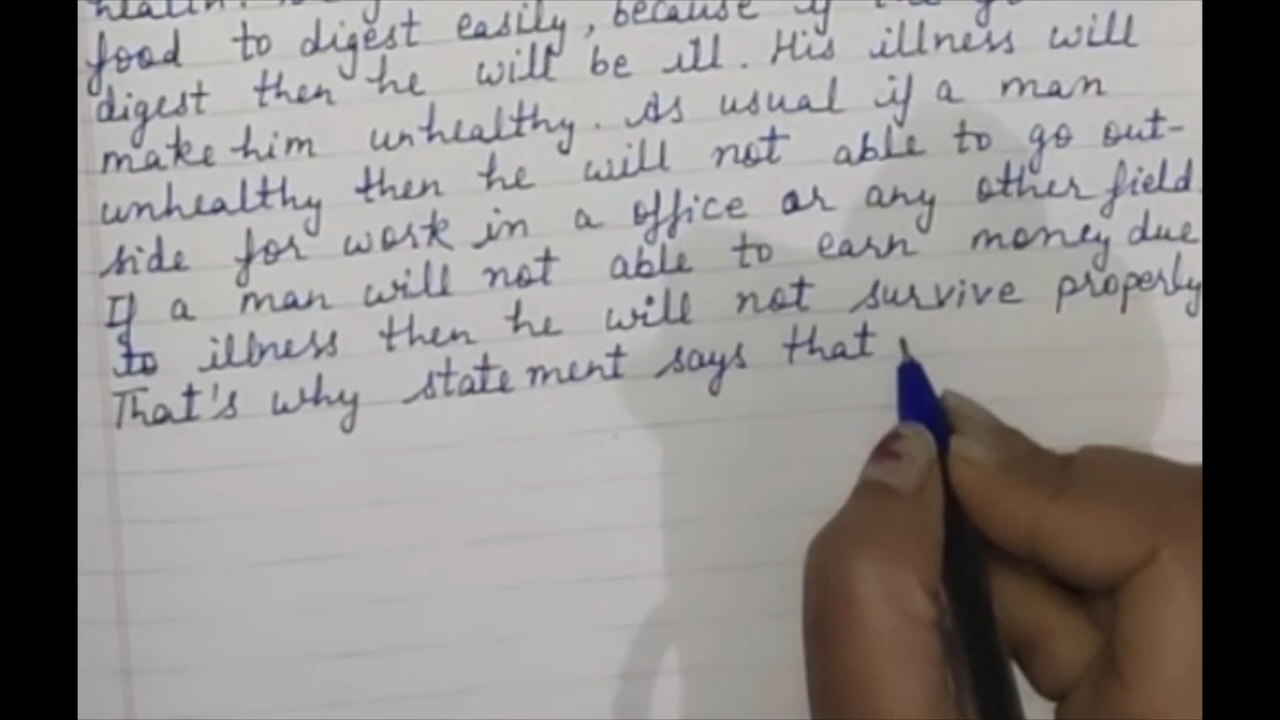 health.
food to digest easily, because if the
digest then he will be ill. His illness will
make him unhealthy. As usual if a man
unhealthy then he will not able to go out-
side for work in a office or any other field
If a man will not able to earn money due
to illness then he will not survive properly
That's why statement says that